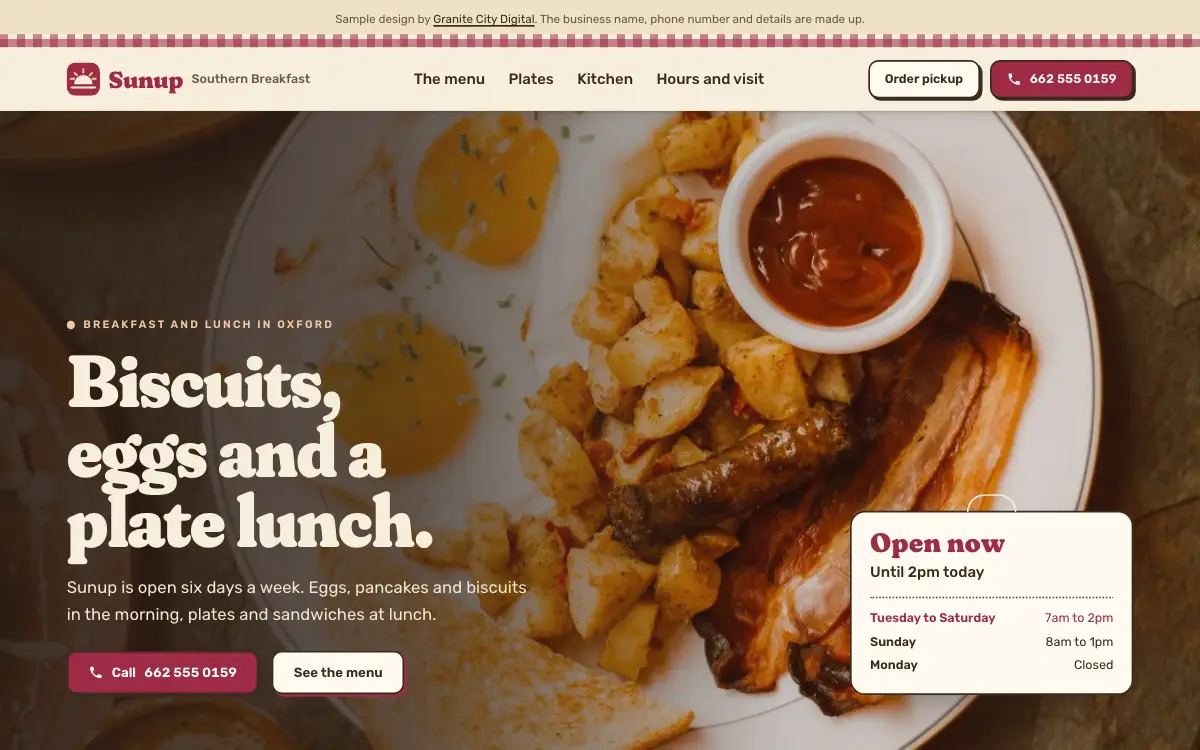 Sample design by Granite City Digital. The business name, phone number and details are made up.
Sunup Southern Breakfast
The menu Plates Kitchen Hours and visit
Order pickup
662 555 0159
BREAKFAST AND LUNCH IN OXFORD
Biscuits,
eggs and a
plate lunch.
Sunup is open six days a week. Eggs, pancakes and biscuits
in the morning, plates and sandwiches at lunch.
Call 662 555 0159
See the menu
Open now
Until 2pm today
Tuesday to Saturday 7am to 2pm
Sunday 8am to 1pm
Monday Closed